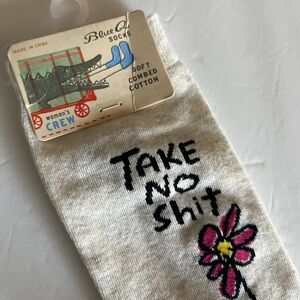 MADE IN CHINA
Blue Q
SOCKS
SOFT
COMBED
COTTON
women's
CREW
TAKE
NO
Shit